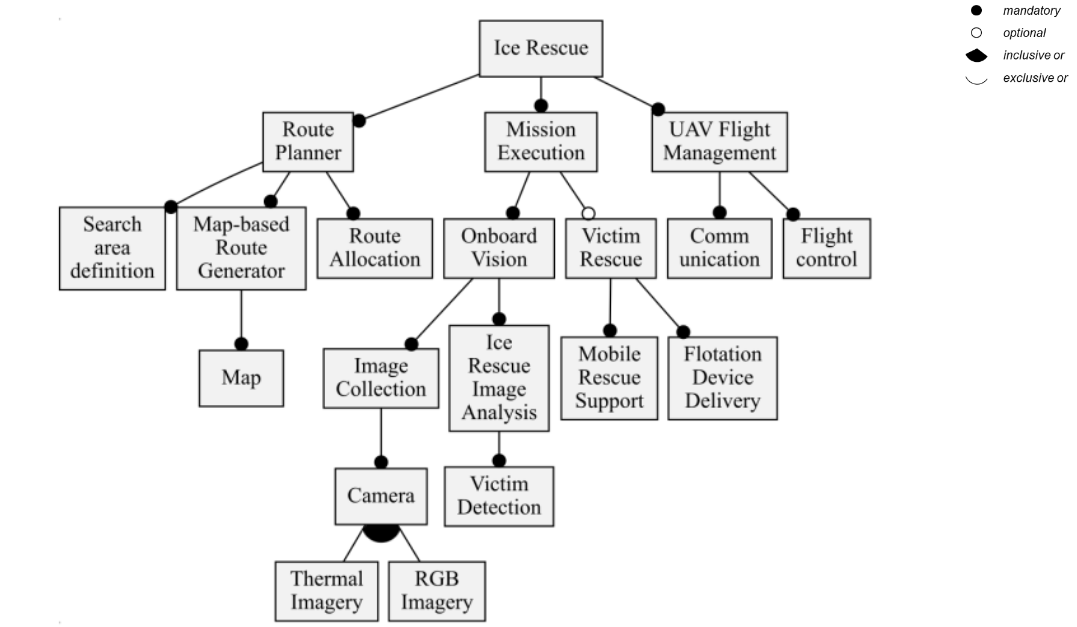 mandatory
optional
inclusive or
exclusive or
Ice Rescue
Route
Planner
Mission
Execution
UAV Flight
Management
Search
area
definition
Map-based
Route
Generator
Route
Allocation
Onboard
Vision
Victim
Rescue
Comm
unication
Flight
control
Map
Image
Collection
Ice
Rescue
Image
Analysis
Mobile
Rescue
Support
Flotation
Device
Delivery
Camera
Victim
Detection
Thermal
Imagery
RGB
Imagery